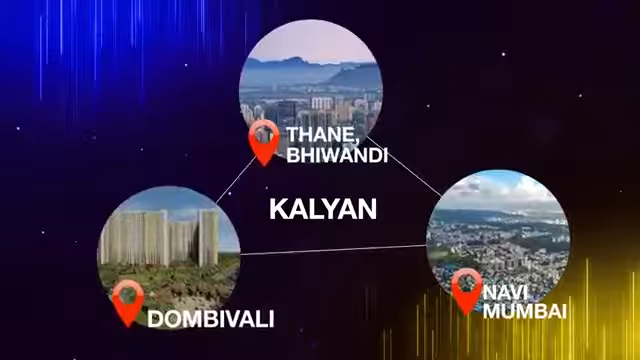 THANE,
BHIWANDI
KALYAN
DOMBIVALI
NAVI
MUMBAI